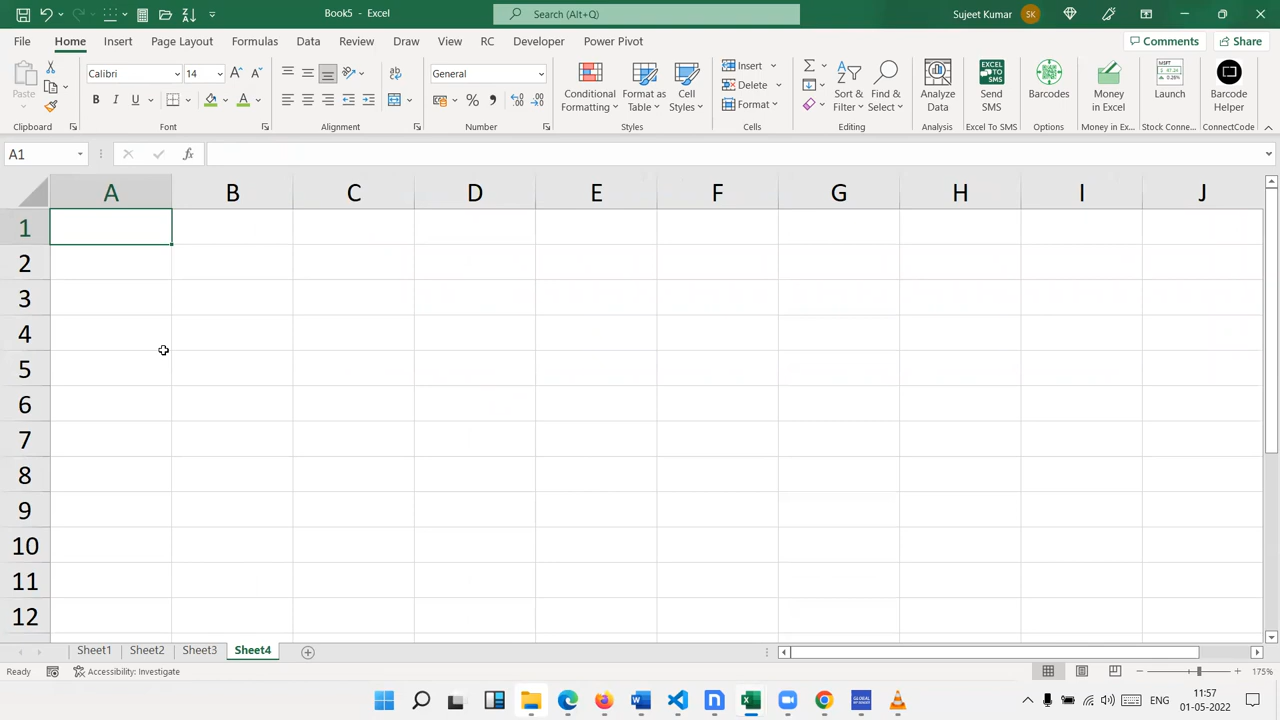 Book5 - Excel
Search (Alt+Q)
Sujeet Kumar SK
File Home Insert Page Layout Formulas Data Review View Draw RC Developer Help Power Pivot
Comments Share
Paste
Calibri 14
B I U
A
General
Conditional Formatting
Format as Table
Cell Styles
Insert
Delete
Format
Sort & Filter
Find & Select
Analyze Data
Send SMS
Barcodes
Money in Excel
Launch
Barcode Helper
Clipboard Font Alignment Number Styles Cells Editing Analysis Excel To SMS Options Money in Ex... Stock Conne... ConnectCode
A1 fx
A B C D E F G H I J
1
2
3
4
5
6
7
8
9
10
11
12
Sheet1 Sheet2 Sheet3 Sheet4
Ready Accessibility: Investigate 175%
ENG 11:57
01-05-2022